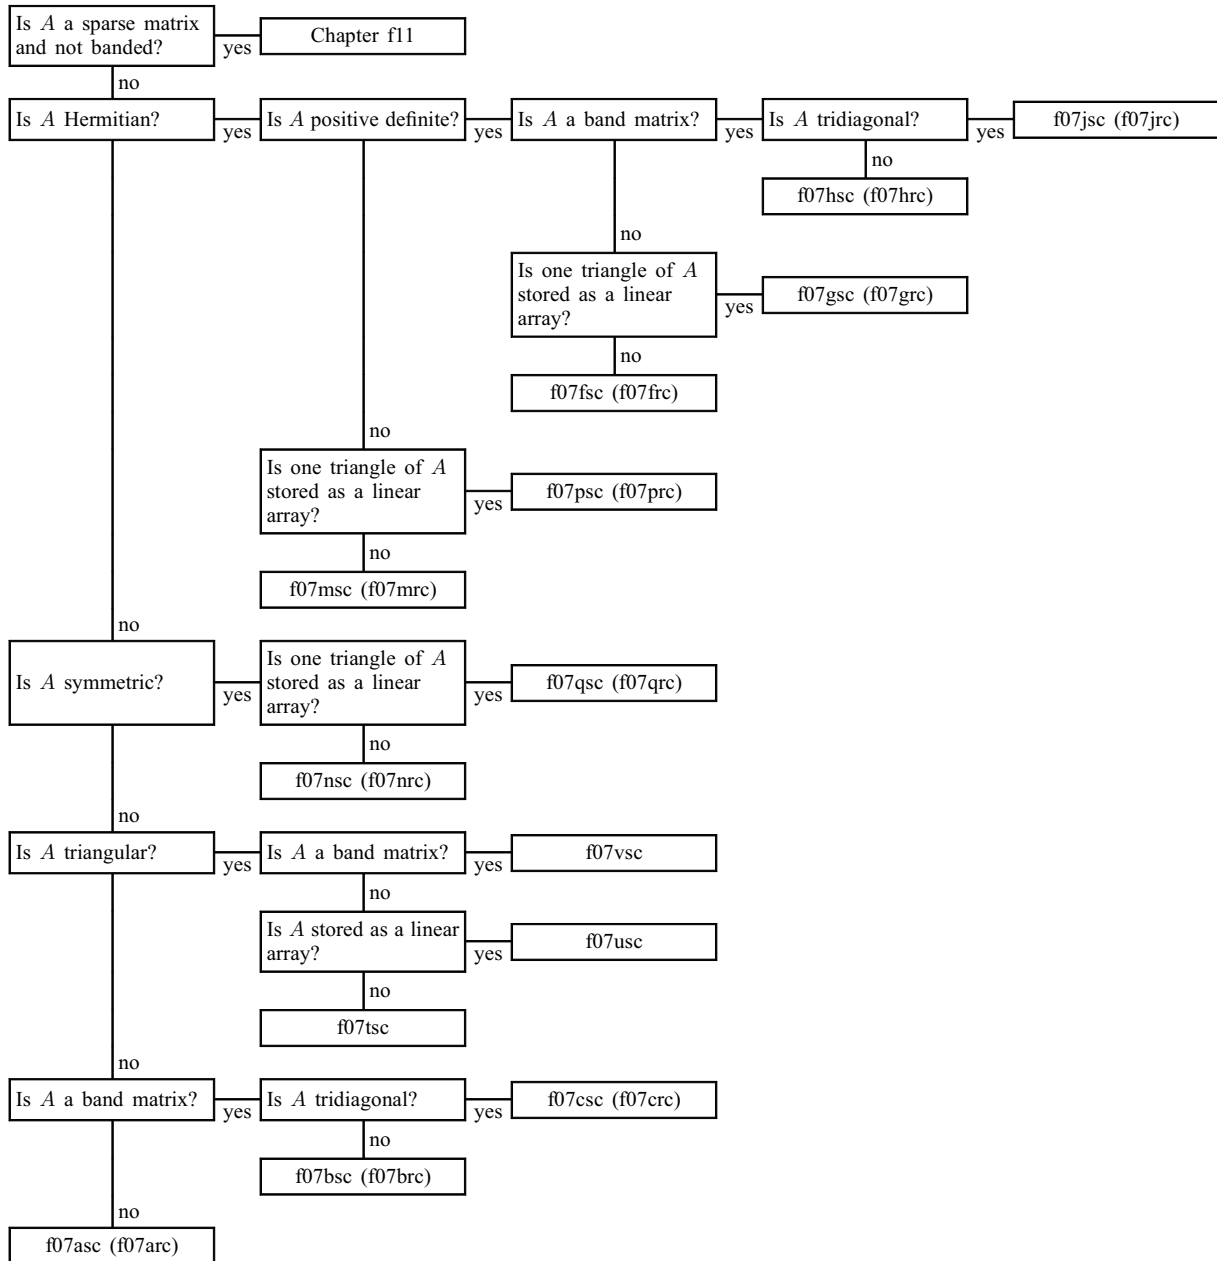 Is A a sparse matrix
and not banded?
yes
Chapter f11
no
Is A Hermitian?
yes
Is A positive definite?
yes
Is A a band matrix?
yes
Is A tridiagonal?
yes
f07jsc (f07jrc)
no
f07hsc (f07hrc)
no
Is one triangle of A
stored as a linear
array?
yes
f07gsc (f07grc)
no
f07fsc (f07frc)
no
Is one triangle of A
stored as a linear
array?
yes
f07psc (f07prc)
no
f07msc (f07mrc)
no
Is A symmetric?
yes
Is one triangle of A
stored as a linear
array?
yes
f07qsc (f07qrc)
no
f07nsc (f07nrc)
no
Is A triangular?
yes
Is A a band matrix?
yes
f07vsc
no
Is A stored as a linear
array?
yes
f07usc
no
f07tsc
no
Is A a band matrix?
yes
Is A tridiagonal?
yes
f07csc (f07crc)
no
f07bsc (f07brc)
no
f07asc (f07arc)